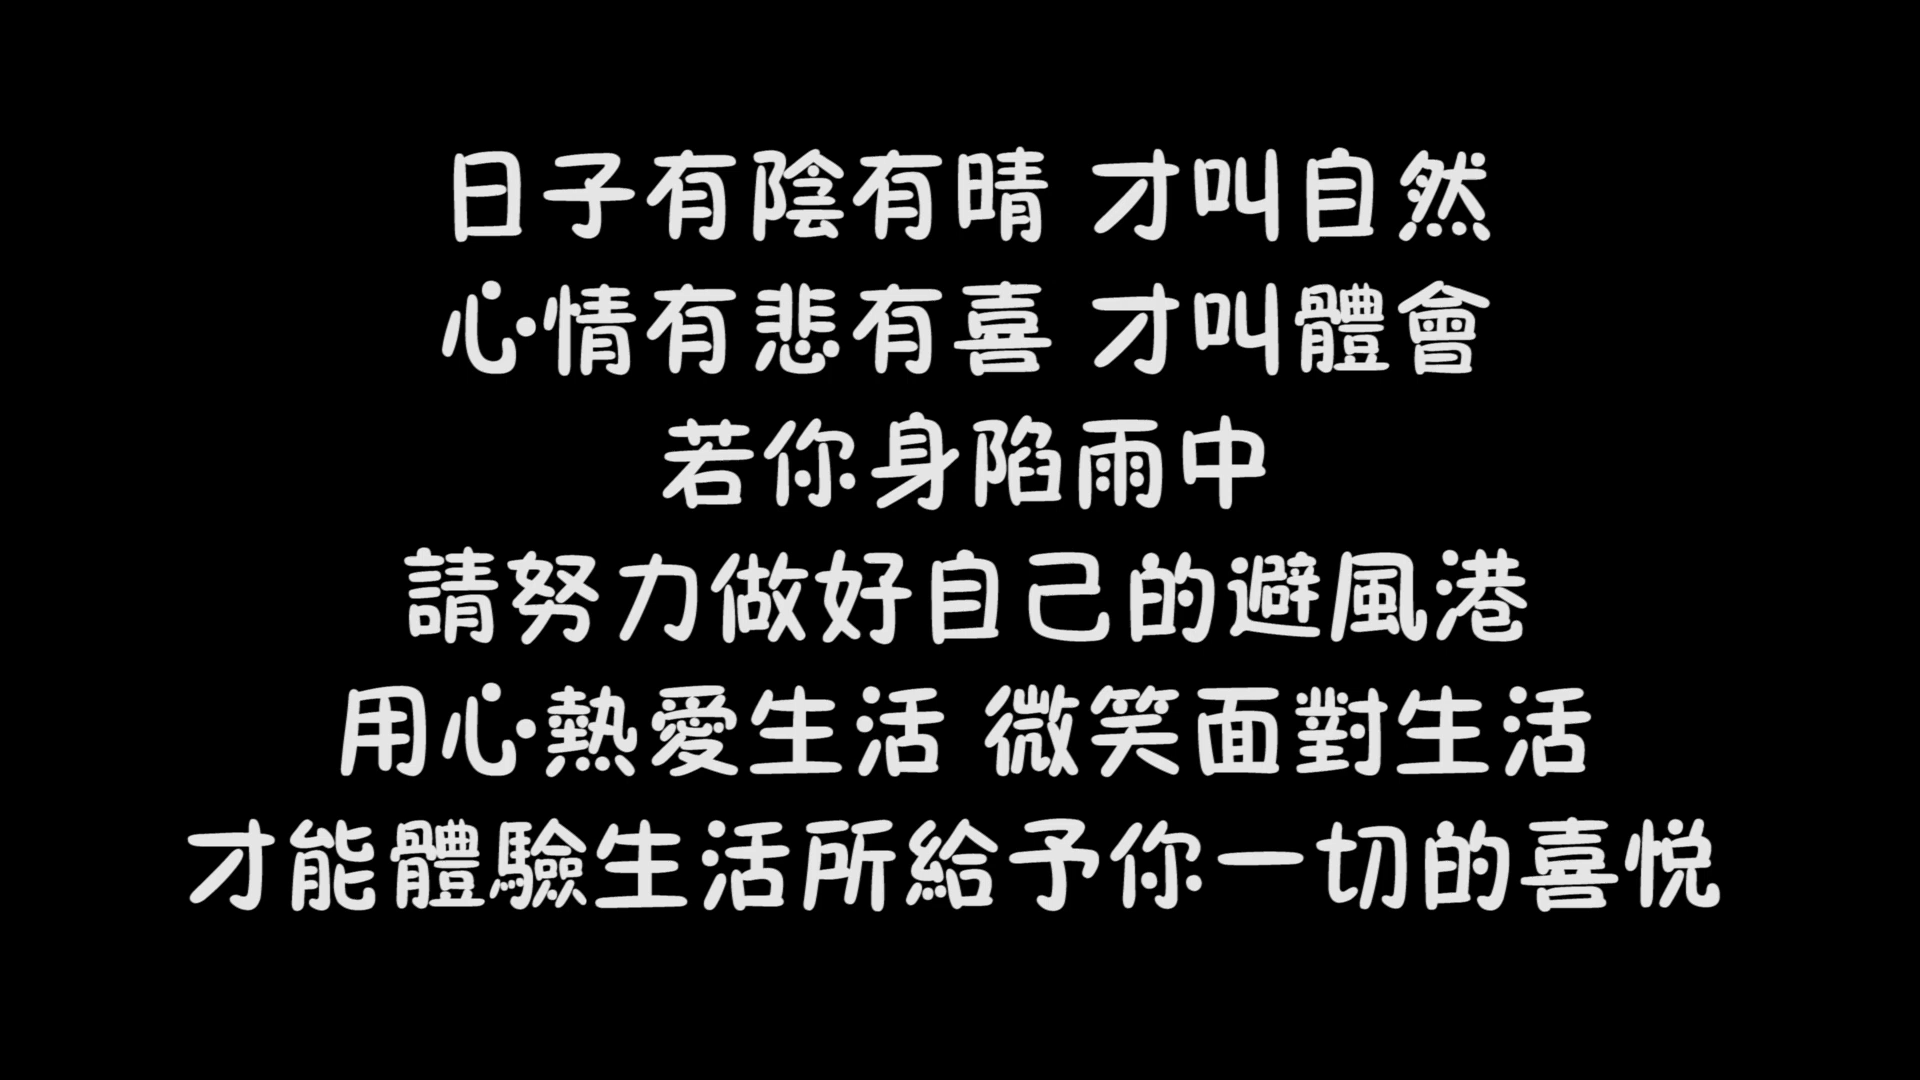 日子有陰有晴 才叫自然
心情有悲有喜 才叫體會
若你身陷雨中
請努力做好自己的避風港
用心熱愛生活 微笑面對生活
才能體驗生活所給予你一切的喜悅